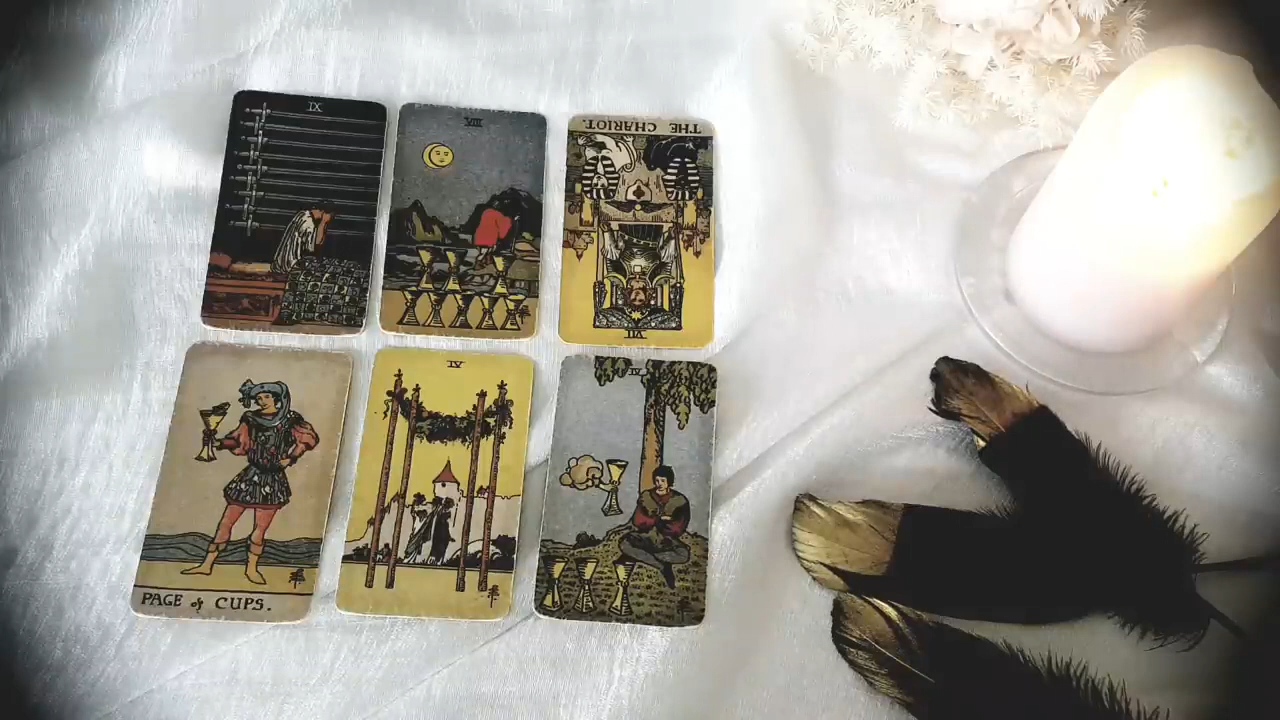 IX
VIII
THE CHARIOT.
VII
PAGE of CUPS.
IV
IV